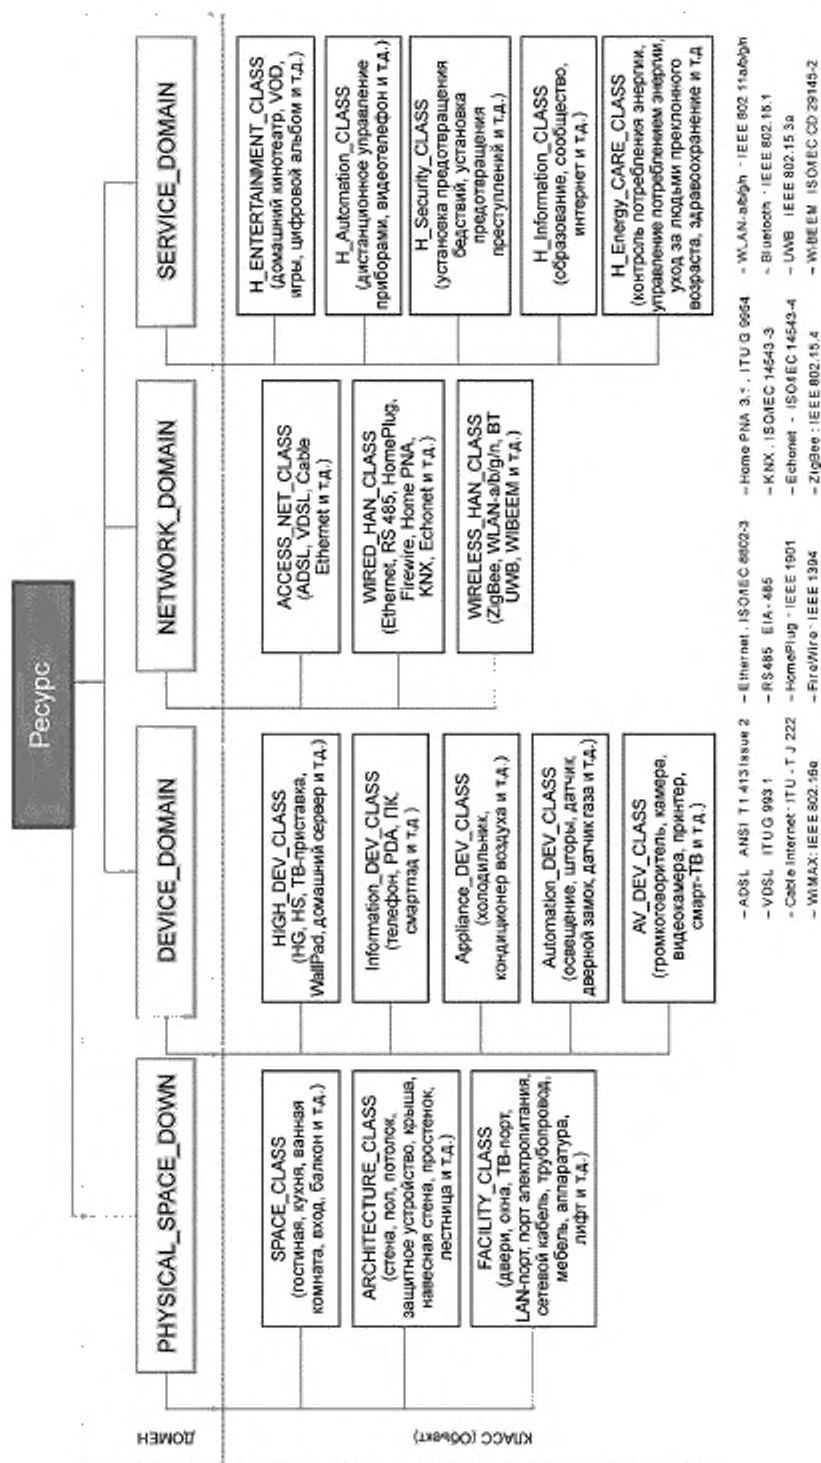 Ресурс
ДОМЕН
PHYSICAL_SPACE_DOWN
DEVICE_DOMAIN
NETWORK_DOMAIN
SERVICE_DOMAIN
КЛАСС (Объект)
SPACE_CLASS
(гостиная, кухня, ванная
комната, вход, балкон и т.д.)
ARCHITECTURE_CLASS
(стена, пол, потолок,
защитное устройство, крыша,
навесная стена, простенок,
лестница и т.д.)
FACILITY_CLASS
(двери, окна, ТВ-порт,
LAN-порт, порт электропитания,
сетевой кабель, трубопровод,
мебель, аппаратура,
лифт и т.д.)
HIGH_DEV_CLASS
(HG, HS, ТВ-приставка,
WallPad, домашний сервер и т.д.)
Information_DEV_CLASS
(телефон, PDA, ПК,
смартпэд и т.д )
Appliance_DEV_CLASS
(холодильник,
кондиционер воздуха и т.д.)
Automation_DEV_CLASS
(освещение, шторы, датчик,
дверной замок, датчик газа и т.д.)
AV_DEV_CLASS
(громкоговоритель, камера,
видеокамера, принтер,
смарт-ТВ и т.д.)
ACCESS_NET_CLASS
(ADSL, VDSL, Cable
Ethernet и т.д.)
WIRED_HAN_CLASS
(Ethernet, RS 485, HomePlug,
Firewire, Home PNA,
KNX, Echonet и т.д.)
WIRELESS_HAN_CLASS
(ZigBee, WLAN-a/b/g/n, BT
UWB, WIBEEM и т.д.)
H_ENTERTAINMENT_CLASS
(домашний кинотеатр, VOD,
игры, цифровой альбом и т.д.)
H_Automation_CLASS
(дистанционное управление
приборами, видеотелефон и т.д.)
H_Security_CLASS
(установка предотвращения
бедствий, установка
предотвращения
преступлений и т.д.)
H_Information_CLASS
(образование, сообщество,
интернет и т.д.)
H_Energy_CARE_CLASS
(контроль потребления энергии,
управление потреблением энергии,
уход за людьми преклонного
возраста, здравоохранение и т.д
– ADSL ANSI T1 413 Issue 2
– VDSL ITU G 993 1
– Cable Internet · ITU - T J 222
– WiMAX: IEEE 802.16e
– Ethernet . ISO/IEC 8802-3
– RS485 EIA-485
– HomePlug · IEEE 1901
– FireWire · IEEE 1394
– Home PNA 3.1 . ITU G 9954
– KNX . ISO/IEC 14543-3
– Echonet - ISO/IEC 14543-4
– ZigBee : IEEE 802.15.4
– WLAN-a/b/g/n · IEEE 802 11a/b/g/n
– Bluetooth · IEEE 802.15.1
– UWB IEEE 802.15 3a
– WiBEEM ISO/IEC CD 29145-2